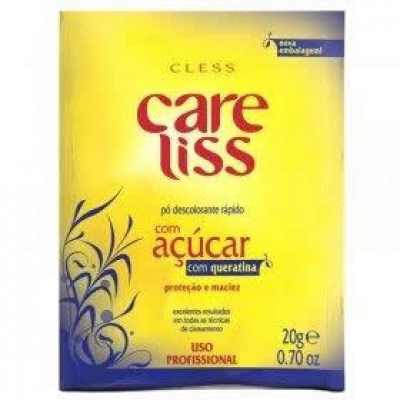 nova
embalagem!
CLESS
care
liss
pó descolorante rápido
com
açúcar
com queratina
proteção e maciez
excelentes resultados
em todas as técnicas
de clareamento
USO
PROFISSIONAL
20g℮
0.70 oz